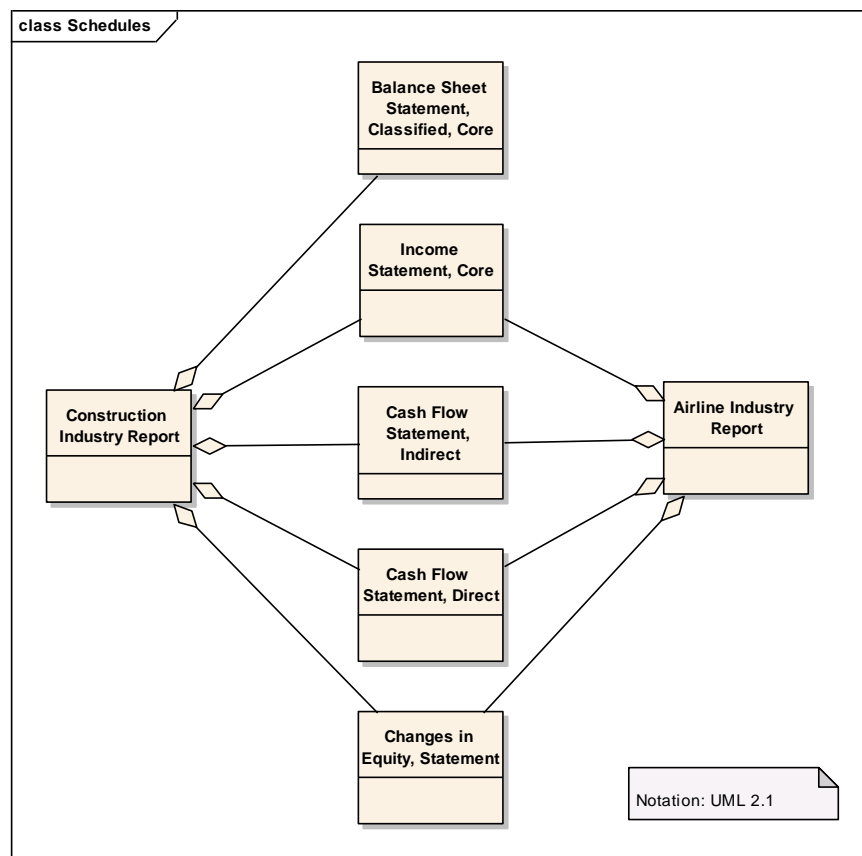 class Schedules
Balance Sheet
Statement,
Classified, Core
Income
Statement, Core
Construction
Industry Report
Cash Flow
Statement,
Indirect
Airline Industry
Report
Cash Flow
Statement, Direct
Changes in
Equity, Statement
Notation: UML 2.1